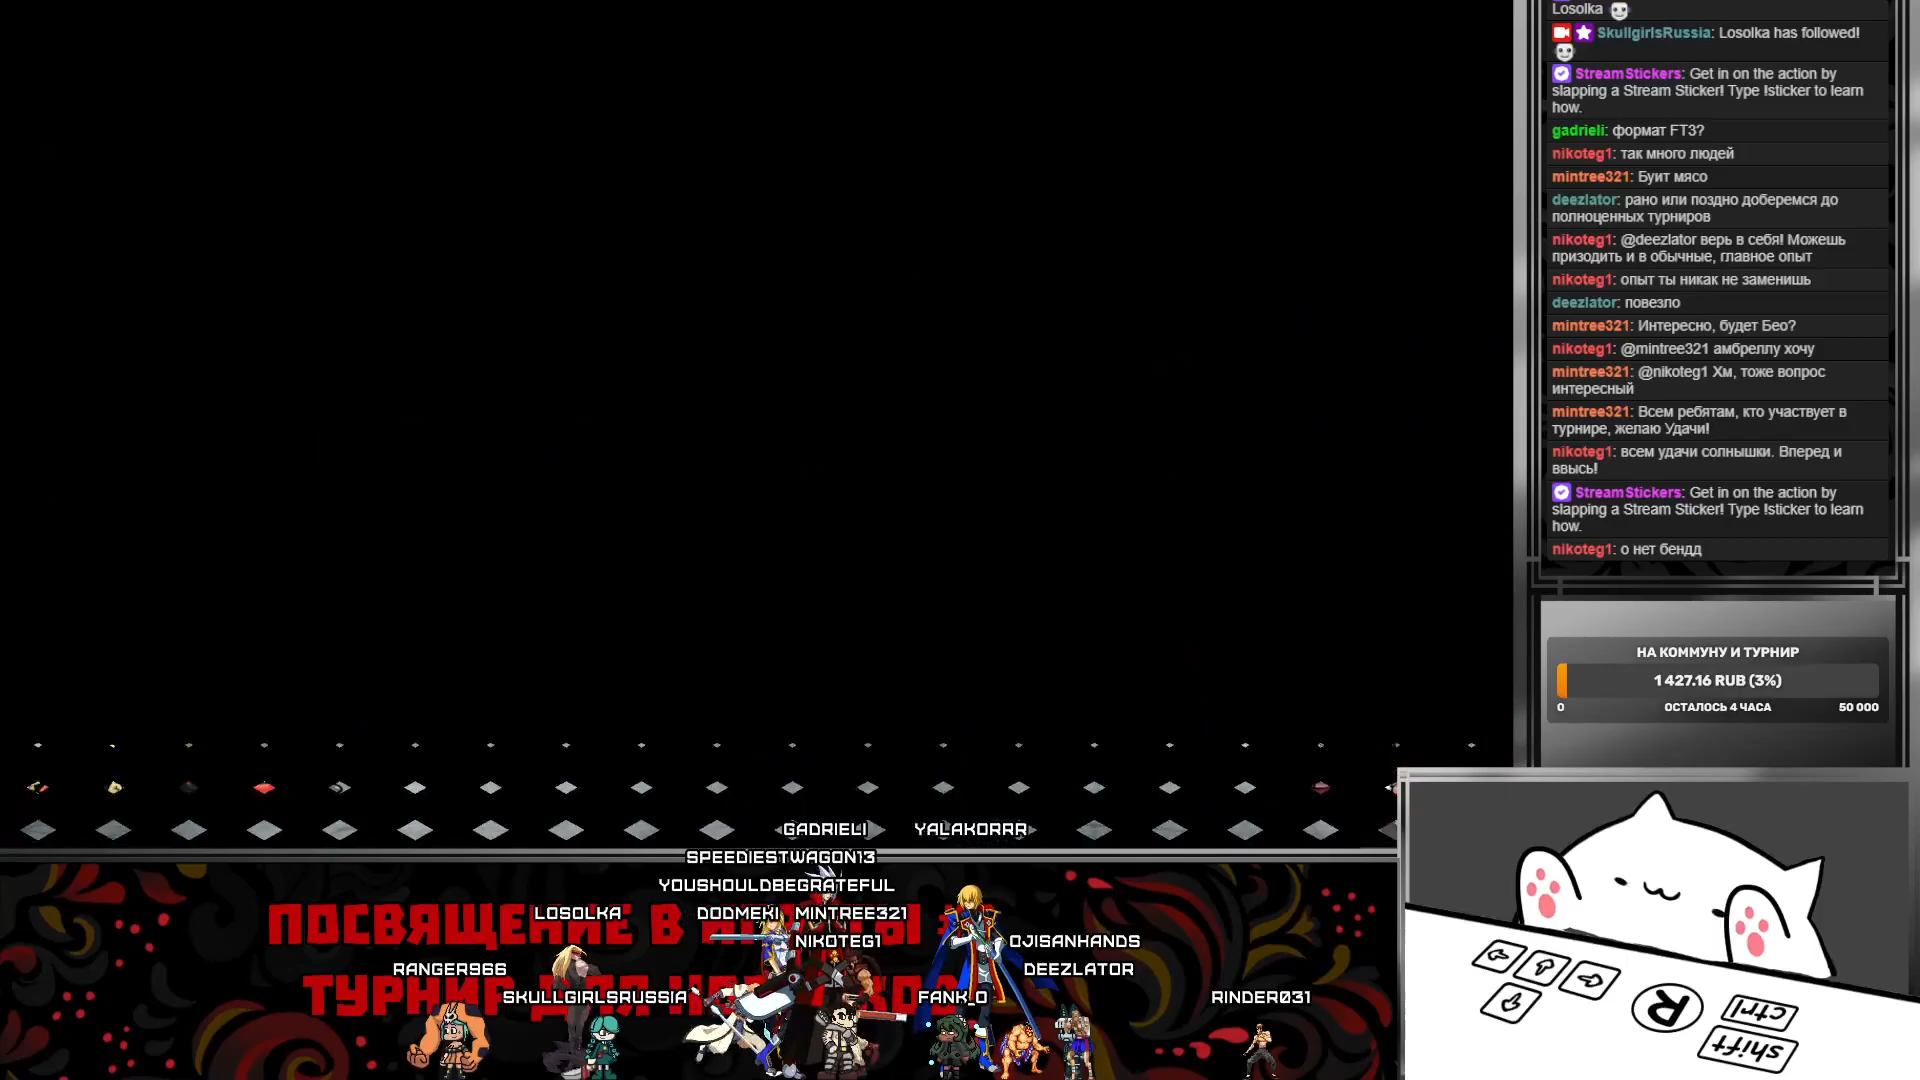 Losolka
SkullgirlsRussia: Losolka has followed!
StreamStickers: Get in on the action by
slapping a Stream Sticker! Type !sticker to learn
how.
gadrieli: формат FT3?
nikoteg1: так много людей
mintree321: Буит мясо
deezlator: рано или поздно доберемся до
полноценных турниров
nikoteg1: @deezlator верь в себя! Можешь
призодить и в обычные, главное опыт
nikoteg1: опыт ты никак не заменишь
deezlator: повезло
mintree321: Интересно, будет Бео?
nikoteg1: @mintree321 амбреллу хочу
mintree321: @nikoteg1 Хм, тоже вопрос
интересный
mintree321: Всем ребятам, кто участвует в
турнире, желаю Удачи!
nikoteg1: всем удачи солнышки. Вперед и
ввысь!
StreamStickers: Get in on the action by
slapping a Stream Sticker! Type !sticker to learn
how.
nikoteg1: о нет бендд
НА КОММУНУ И ТУРНИР
1 427.16 RUB (3%)
0 ОСТАЛОСЬ 4 ЧАСА 50 000
GADRIELI YALAKORRR
SPEEDIESTWAGON13
YOUSHOULDBEGRATEFUL
LOSOLKA DODMEKI MINTREE321
ПОСВЯЩЕНИЕ В
NIKOTEG1 OJISANHANDS
RANGER966 DEEZLATOR
ТУРНИР
SKULLGIRLSRUSSIA FANK_O RINDER031
R
ctrl
shift